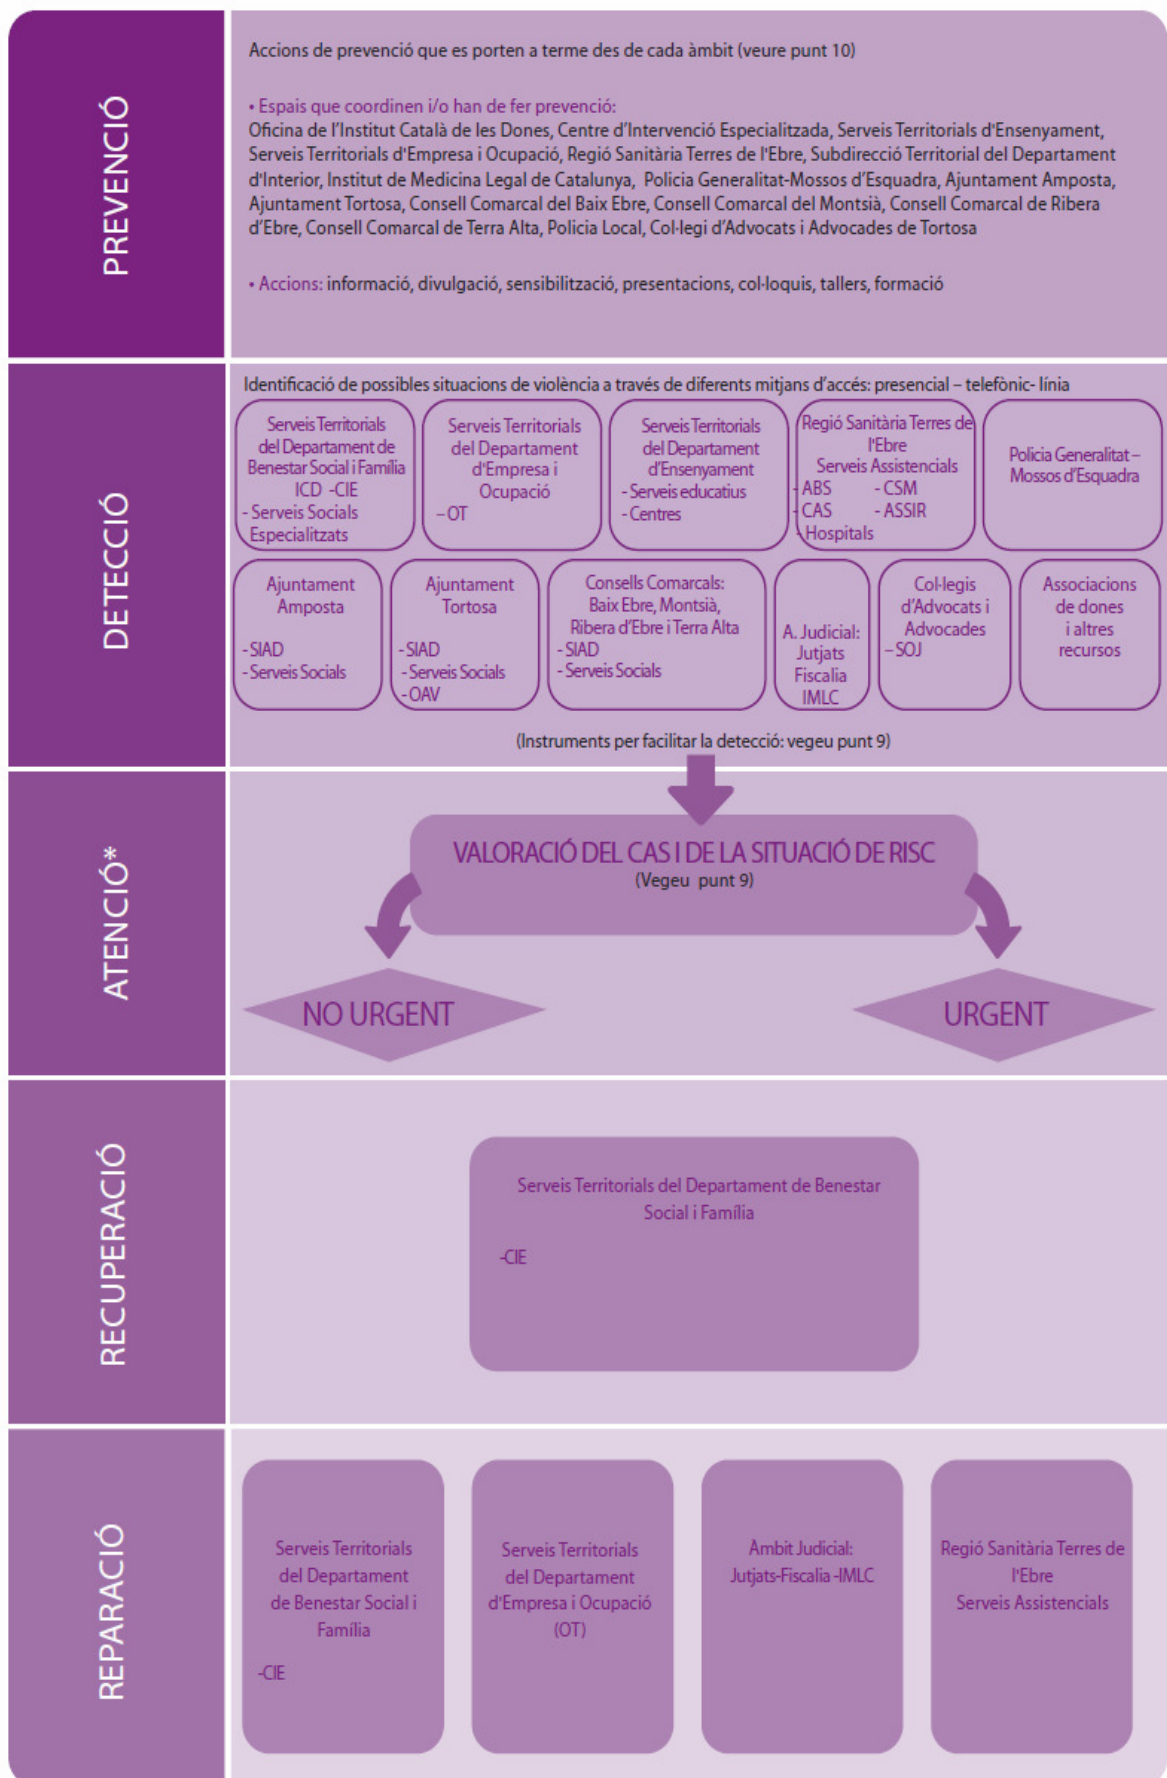 PREVENCIÓ
Accions de prevenció que es porten a terme des de cada àmbit (veure punt 10)
• Espais que coordinen i/o han de fer prevenció:
Oficina de l'Institut Català de les Dones, Centre d'Intervenció Especialitzada, Serveis Territorials d'Ensenyament,
Serveis Territorials d'Empresa i Ocupació, Regió Sanitària Terres de l'Ebre, Subdirecció Territorial del Departament
d'Interior, Institut de Medicina Legal de Catalunya, Policia Generalitat-Mossos d'Esquadra, Ajuntament Amposta,
Ajuntament Tortosa, Consell Comarcal del Baix Ebre, Consell Comarcal del Montsià, Consell Comarcal de Ribera
d'Ebre, Consell Comarcal de Terra Alta, Policia Local, Col·legi d'Advocats i Advocades de Tortosa
• Accions: informació, divulgació, sensibilització, presentacions, col·loquis, tallers, formació
DETECCIÓ
Identificació de possibles situacions de violència a través de diferents mitjans d'accés: presencial – telefònic- línia
Serveis Territorials
del Departament de
Benestar Social i Família
ICD -CIE
- Serveis Socials
Especialitzats
Serveis Territorials
del Departament
d'Empresa i
Ocupació
– OT
Serveis Territorials
del Departament
d'Ensenyament
- Serveis educatius
- Centres
Regió Sanitària Terres de
l'Ebre
Serveis Assistencials
- ABS - CSM
- CAS - ASSIR
- Hospitals
Policia Generalitat –
Mossos d'Esquadra
Ajuntament
Amposta
- SIAD
- Serveis Socials
Ajuntament
Tortosa
- SIAD
- Serveis Socials
- OAV
Consells Comarcals:
Baix Ebre, Montsià,
Ribera d'Ebre i Terra Alta
- SIAD
- Serveis Socials
A. Judicial:
Jutjats
Fiscalia
IMLC
Col·legis
d'Advocats i
Advocades
– SOJ
Associacions
de dones
i altres
recursos
(Instruments per facilitar la detecció: vegeu punt 9)
ATENCIÓ*
VALORACIÓ DEL CAS I DE LA SITUACIÓ DE RISC
(Vegeu punt 9)
NO URGENT
URGENT
RECUPERACIÓ
Serveis Territorials del Departament de Benestar
Social i Família
-CIE
REPARACIÓ
Serveis Territorials
del Departament
de Benestar Social i
Família
-CIE
Serveis Territorials
del Departament
d'Empresa i Ocupació
(OT)
Àmbit Judicial:
Jutjats-Fiscalia -IMLC
Regió Sanitària Terres de
l'Ebre
Serveis Assistencials